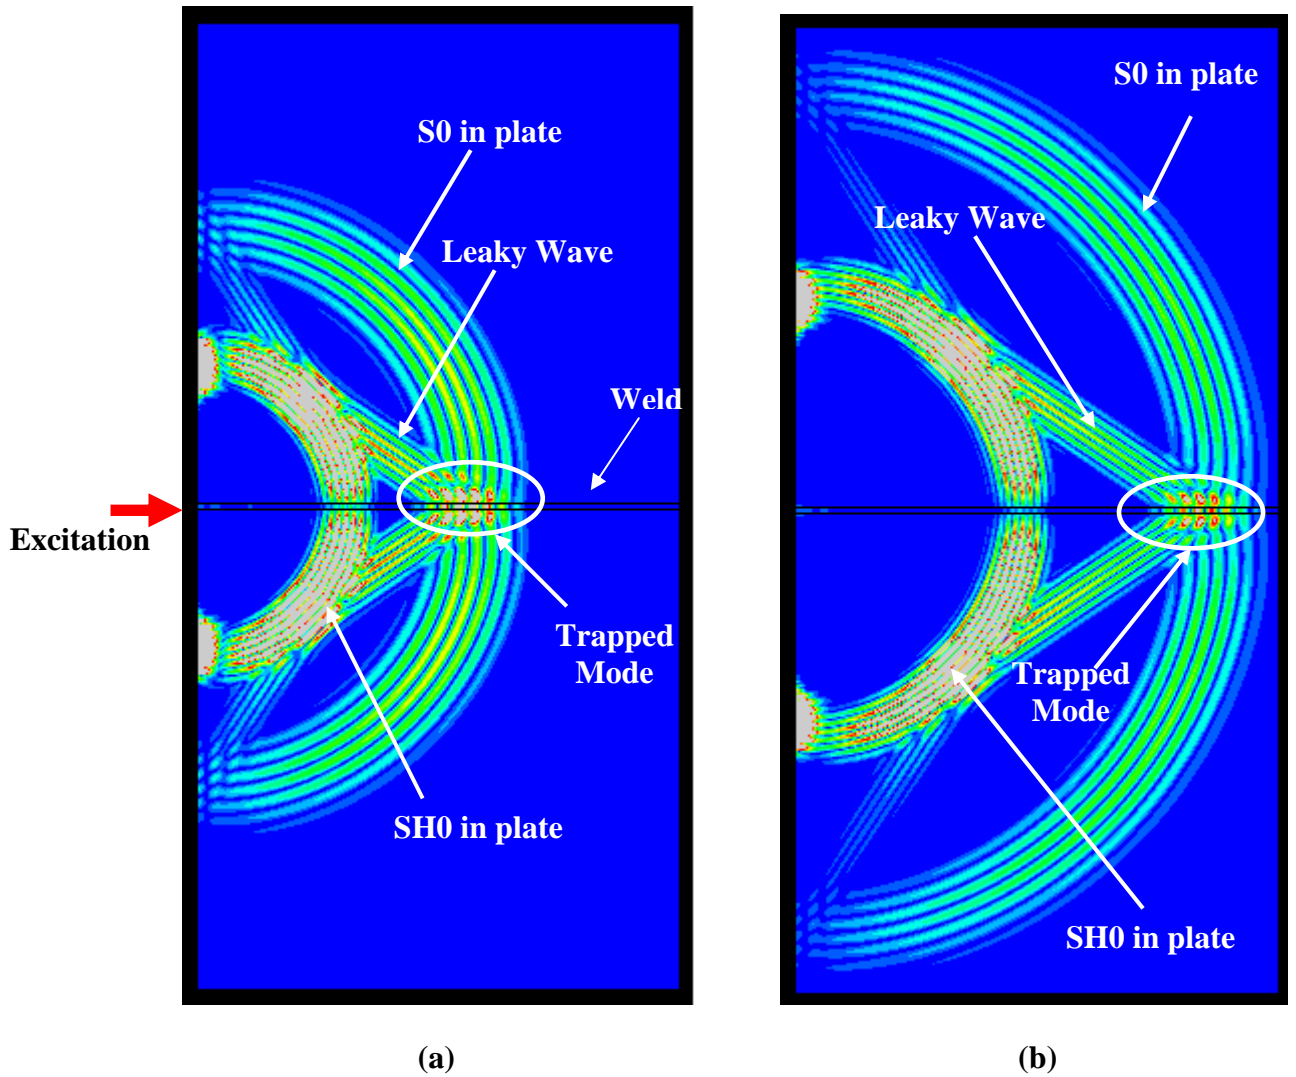 S0 in plate
Leaky Wave
Weld
Excitation
Trapped
Mode
SH0 in plate
(a)
S0 in plate
Leaky Wave
Trapped
Mode
SH0 in plate
(b)